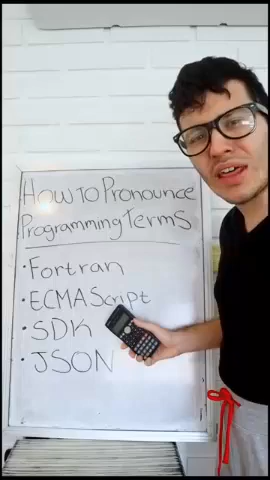 How to Pronounce
Programming Terms
· Fortran
· ECMAScript
· SDK
· JSON